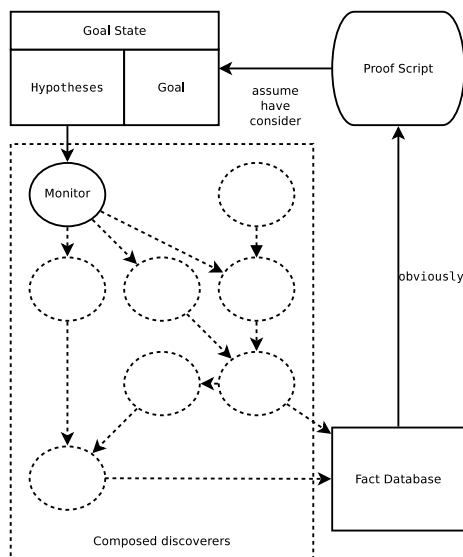 Goal State
Proof Script
Hypotheses
Goal
assume
have
consider
Monitor
obviously
Fact Database
Composed discoverers